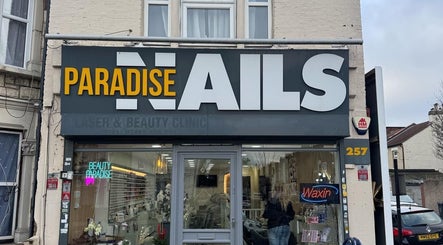 PARADISE NAILS
LASER & BEAUTY CLINIC
257
BEAUTY
PARADISE
Waxin